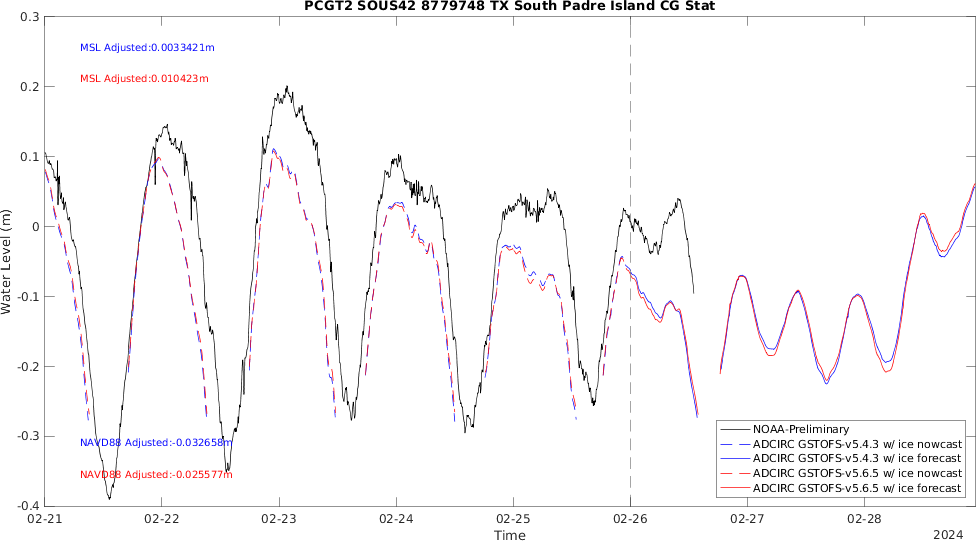 PCGT2 SOUS42 8779748 TX South Padre Island CG Stat
0.3
MSL Adjusted:0.0033421m
MSL Adjusted:0.010423m
0.2
0.1
0
-0.1
-0.2
-0.3
-0.4
Water Level (m)
NAVD88 Adjusted:-0.032658m
NAVD88 Adjusted:-0.025577m
NOAA-Preliminary
ADCIRC GSTOFS-v5.4.3 w/ ice nowcast
ADCIRC GSTOFS-v5.4.3 w/ ice forecast
ADCIRC GSTOFS-v5.6.5 w/ ice nowcast
ADCIRC GSTOFS-v5.6.5 w/ ice forecast
02-21 02-22 02-23 02-24 02-25 02-26 02-27 02-28
Time
2024